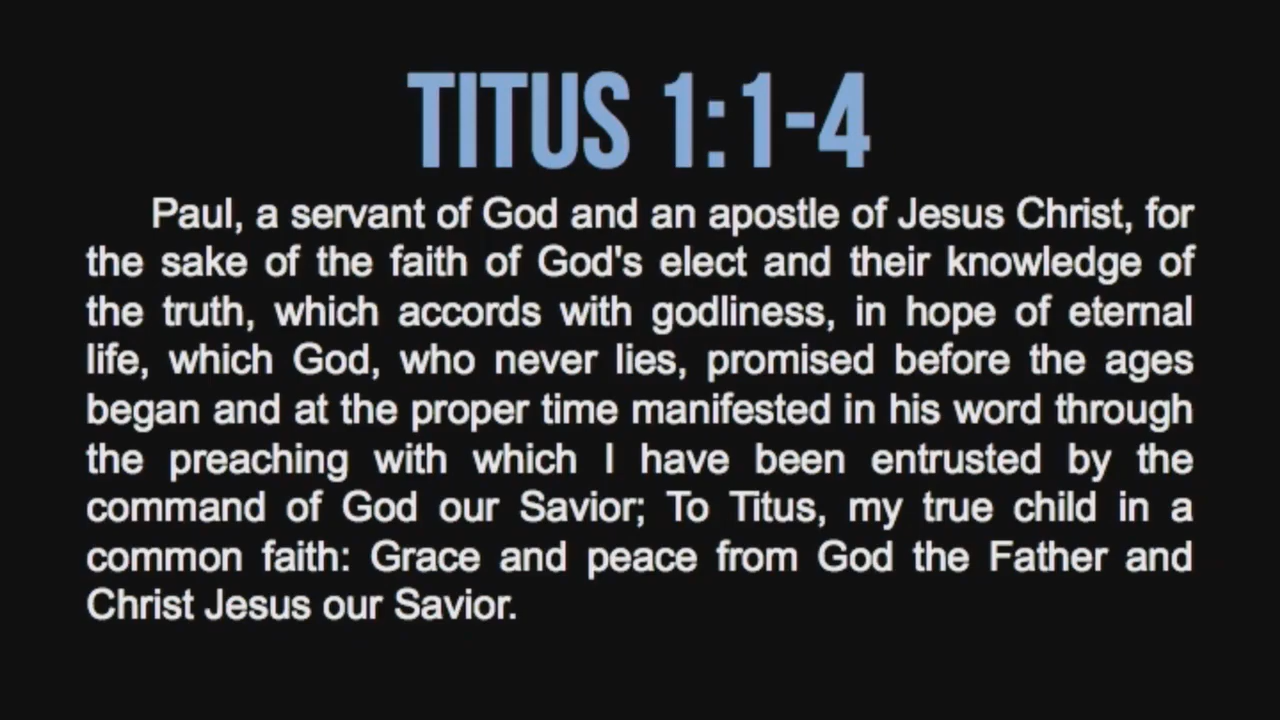 TITUS 1:1-4
Paul, a servant of God and an apostle of Jesus Christ, for
the sake of the faith of God's elect and their knowledge of
the truth, which accords with godliness, in hope of eternal
life, which God, who never lies, promised before the ages
began and at the proper time manifested in his word through
the preaching with which I have been entrusted by the
command of God our Savior; To Titus, my true child in a
common faith: Grace and peace from God the Father and
Christ Jesus our Savior.